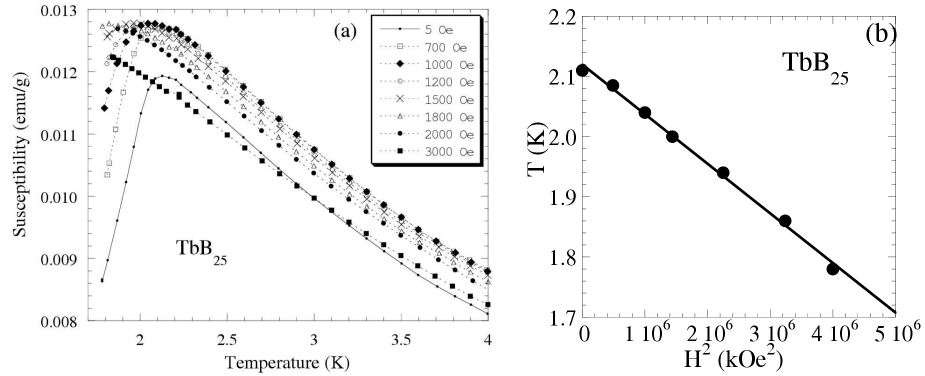 (a)
0.013
0.012
0.011
0.010
0.009
0.008
Susceptibility (emu/g)
5 Oe
700 Oe
1000 Oe
1200 Oe
1500 Oe
1800 Oe
2000 Oe
3000 Oe
TbB25
2
2.5
3
3.5
4
Temperature (K)
(b)
TbB25
2.2
2.1
2.0
1.9
1.8
1.7
T (K)
0
1 10^6
2 10^6
3 10^6
4 10^6
5 10^6
H^2 (kOe^2)